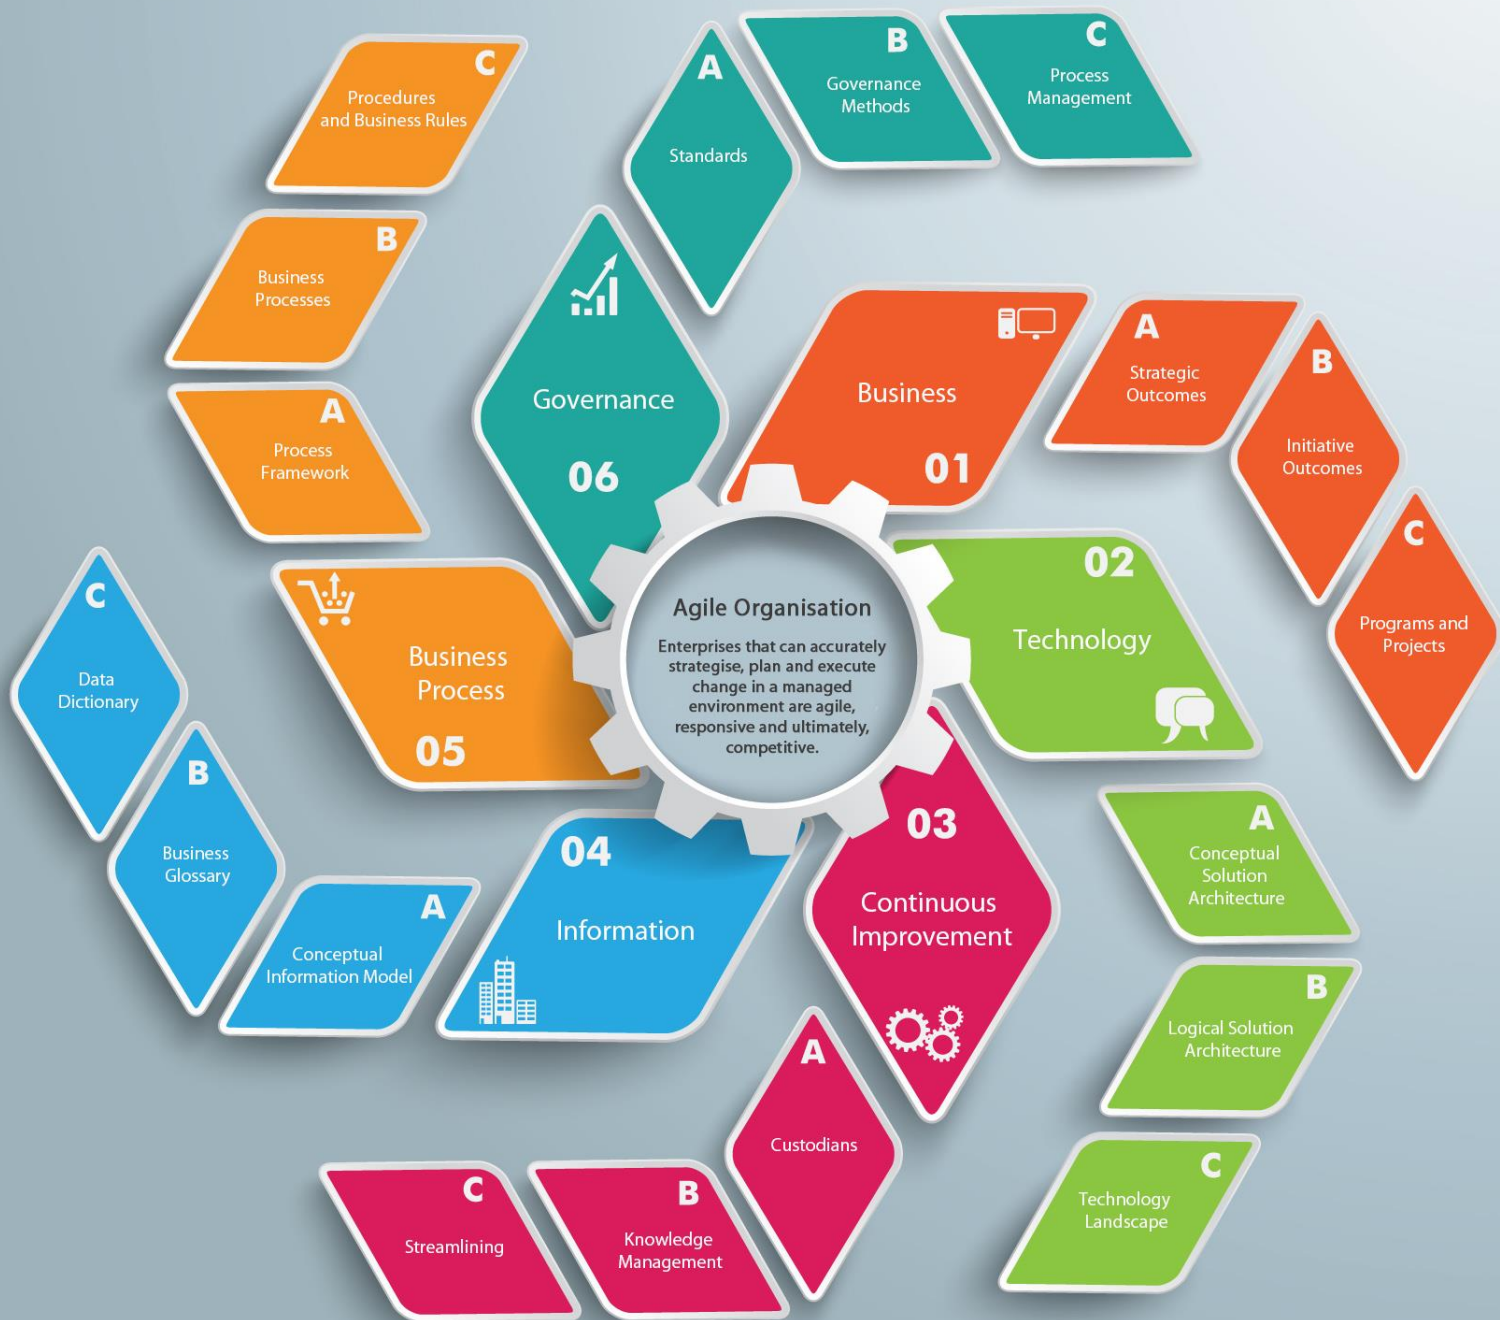 Agile Organisation
Enterprises that can accurately
strategise, plan and execute
change in a managed
environment are agile,
responsive and ultimately,
competitive.
Business
01
A
Strategic
Outcomes
B
Initiative
Outcomes
C
Programs and
Projects
02
Technology
A
Conceptual
Solution
Architecture
B
Logical Solution
Architecture
C
Technology
Landscape
03
Continuous
Improvement
A
Custodians
B
Knowledge
Management
C
Streamlining
04
Information
A
Conceptual
Information Model
B
Business
Glossary
C
Data
Dictionary
Business
Process
05
A
Process
Framework
B
Business
Processes
C
Procedures
and Business Rules
Governance
06
A
Standards
B
Governance
Methods
C
Process
Management